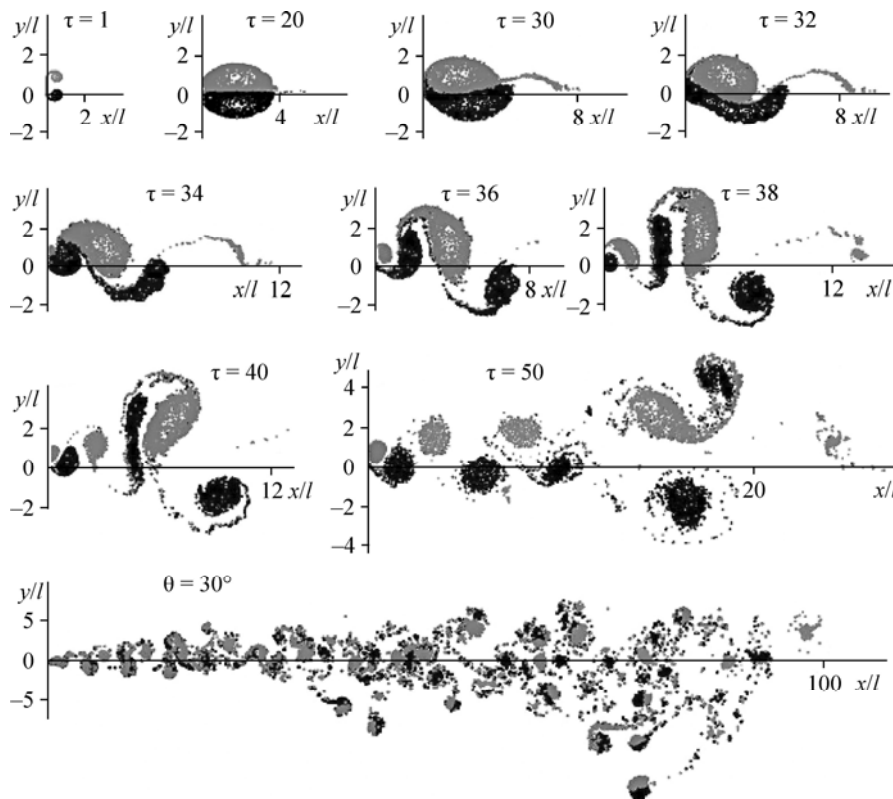 y/l τ = 1 y/l τ = 20 y/l τ = 30 y/l τ = 32
2 2 2 2
0 0 0 0
2 x/l 4 x/l 8 x/l 8 x/l
–2 –2 –2 –2
y/l τ = 34 y/l τ = 36 y/l τ = 38
2 2 2
0 0 0
x/l 12 8 x/l 12 x/l
–2 –2 –2
y/l τ = 40 y/l τ = 50
4 4
2 2
0 0
12 x/l 20 x/l
–2 –2
–4
y/l θ = 30°
5
0
100 x/l
–5